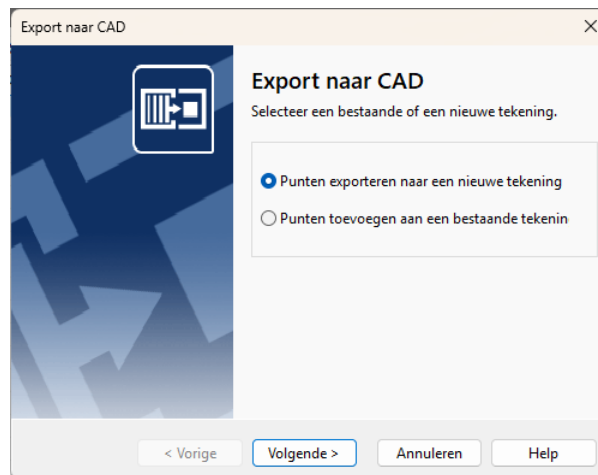 Export naar CAD
Export naar CAD
Selecteer een bestaande of een nieuwe tekening.
Punten exporteren naar een nieuwe tekening
Punten toevoegen aan een bestaande tekenin
< Vorige
Volgende >
Annuleren
Help